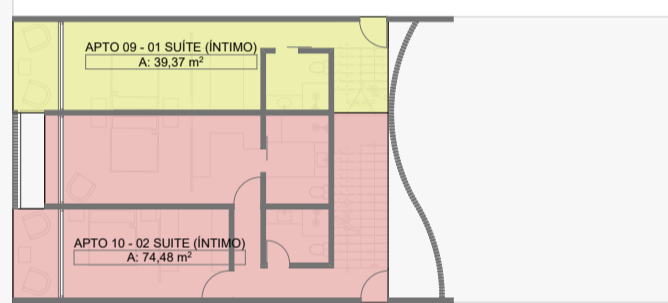 APTO 09 - 01 SUÍTE (ÍNTIMO)
A: 39,37 m²
APTO 10 - 02 SUITE (ÍNTIMO)
A: 74,48 m²